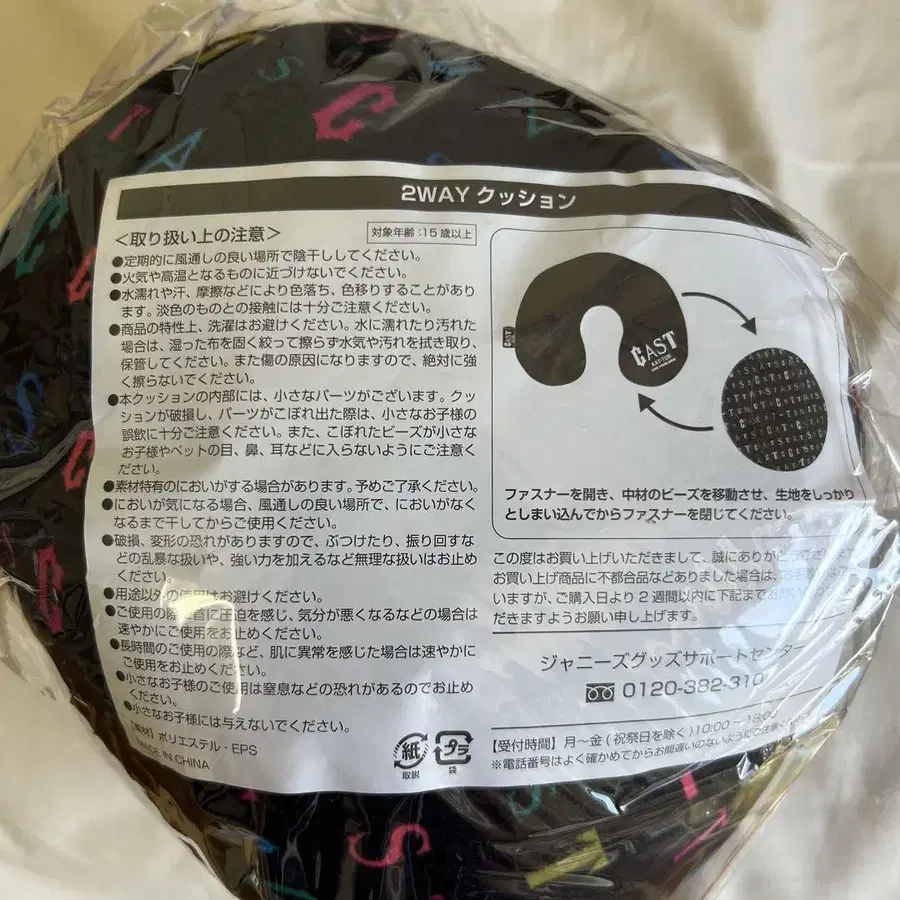 2WAY クッション
<取り扱い上の注意>
対象年齢:15歳以上
●定期的に風通しの良い場所で陰干ししてください。
●火気や高温となるものに近づけないでください。
●水濡れや汗、摩擦などにより色落ち、色移りすることがあり
ます。淡色のものとの接触には十分ご注意ください。
●商品の特性上、洗濯はお避けください。水に濡れたり汚れた
場合は、湿った布を固く絞って擦らず水気や汚れを拭き取り、
保管してください。また傷の原因になりますので、絶対に強
く擦らないでください。
●本クッションの内部には、小さなパーツがございます。クッ
ションが破損し、パーツがこぼれ出た際は、小さなお子様の
誤飲に十分ご注意ください。また、こぼれたビーズが小さな
お子様やペットの目、鼻、耳などに入らないようにご注意くだ
さい。
●素材特有のにおいがする場合があります。予めご了承ください。
●においが気になる場合、風通しの良い場所で、においがなく
なるまで干してからご使用ください。
●破損、変形の恐れがありますので、ぶつけたり、振り回すな
どの乱暴な扱いや、強い力を加えるなど無理な扱いはお止め
ください。
●用途以外の使用はお避けください。
●ご使用の際、首に圧迫を感じ、気分が悪くなるなどの場合は
速やかにご使用をお止めください。
●長時間のご使用の際など、肌に異常を感じた場合は速やかに
ご使用をお止めください。
●小さなお子様のご使用は窒息などの恐れがあるのでお止め
ください。
●小さなお子様には与えないでください。
【素材】ポリエステル・EPS
MADE IN CHINA
紙
取説
プラ
袋
CAST
KAT-TUN
ファスナーを開き、中材のビーズを移動させ、生地をしっかり
としまい込んでからファスナーを閉じてください。
この度はお買い上げいただきまして、誠にありがとうございます。
お買い上げ商品に不都合品などありました場合は、お手数ではござ
いますが、ご購入日より2週間以内に下記までお
だきますようお願い申し上げます。
ジャニーズグッズサポートセンター
0120-382-310
【受付時間】月~金(祝祭日を除く)10:00~19:00
※電話番号はよく確かめてからお間違いのないようにご注意ください。